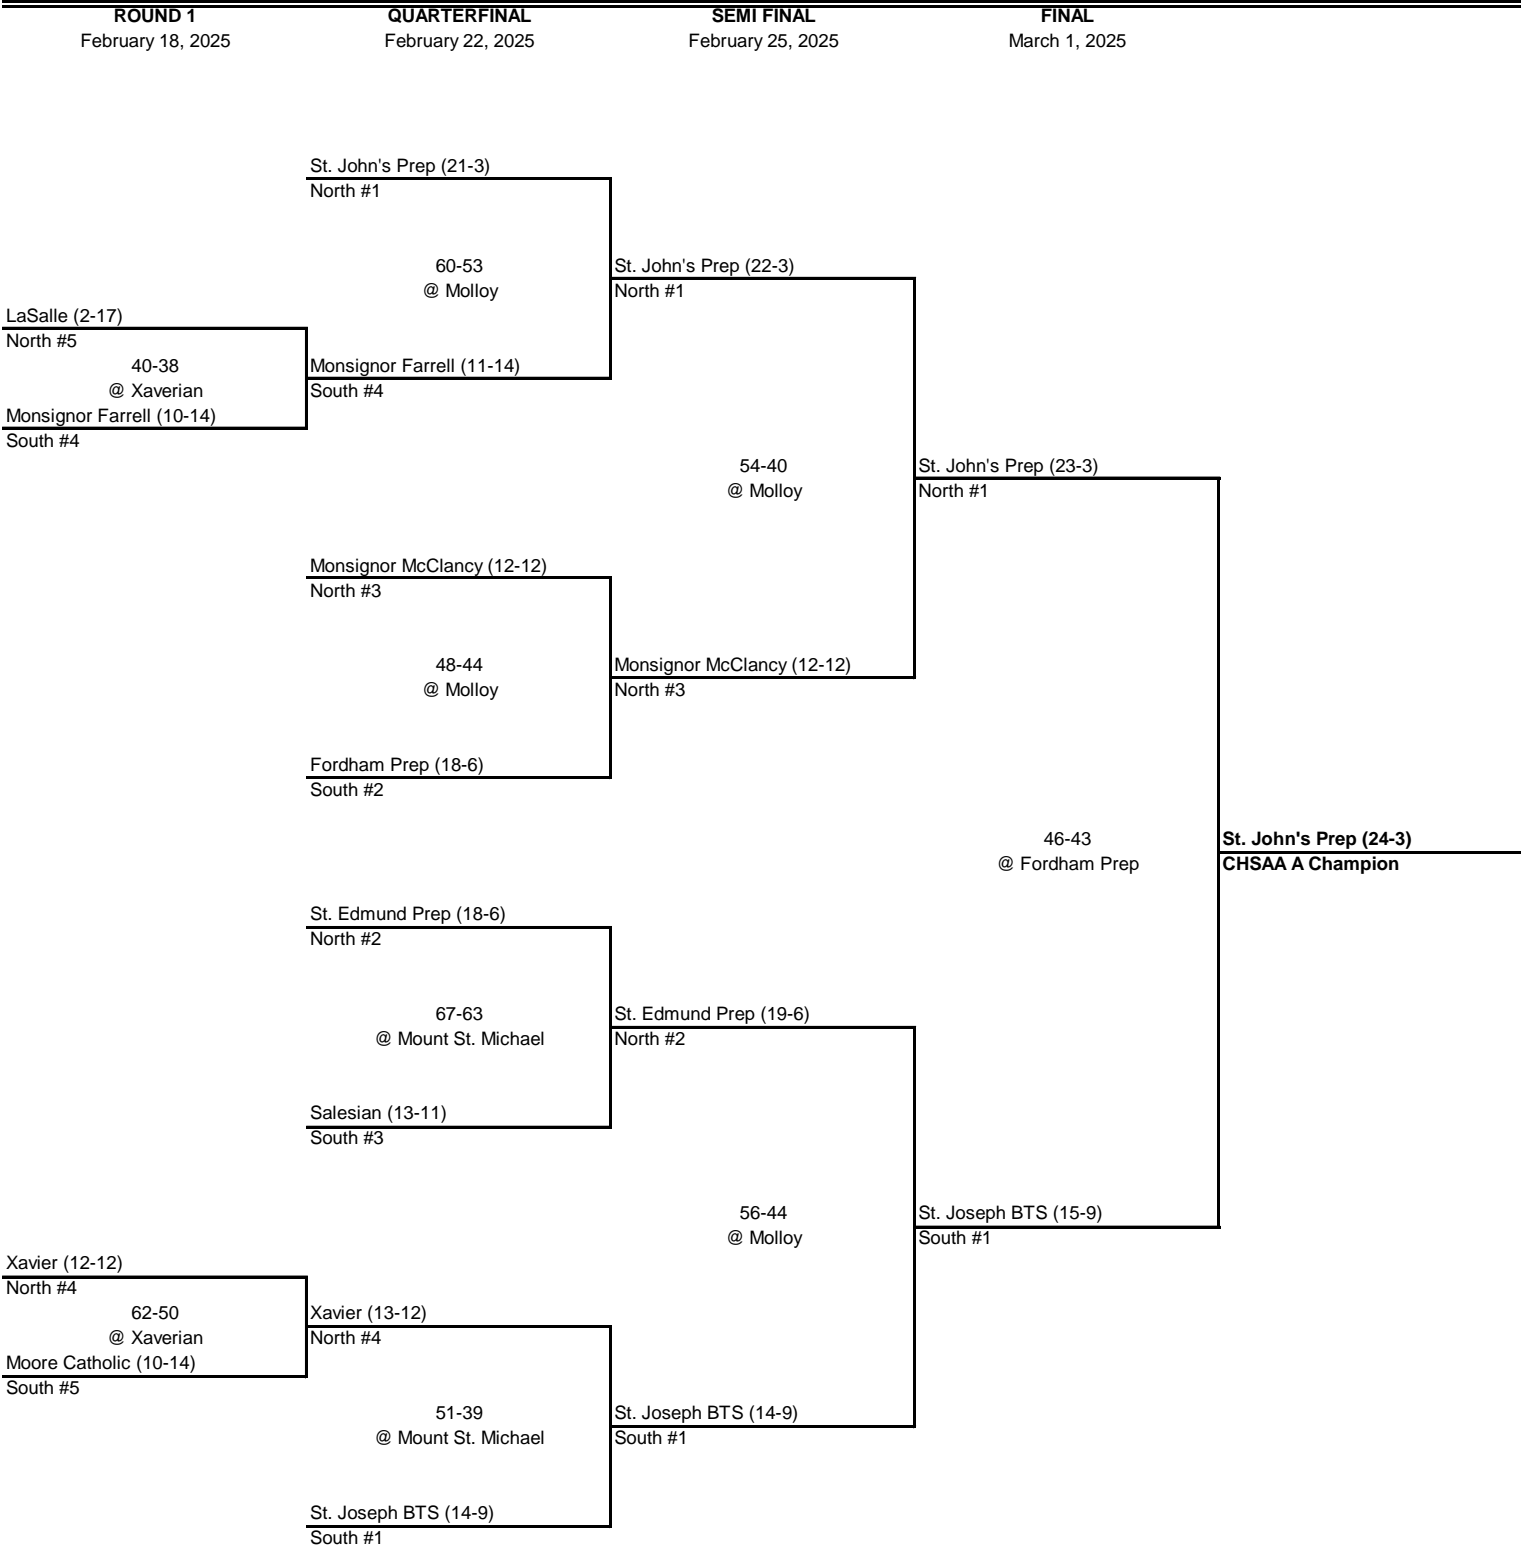 ROUND 1
February 18, 2025
QUARTERFINAL
February 22, 2025
SEMI FINAL
February 25, 2025
FINAL
March 1, 2025
St. John's Prep (21-3)
North #1
60-53
@ Molloy
St. John's Prep (22-3)
North #1
LaSalle (2-17)
North #5
40-38
@ Xaverian
Monsignor Farrell (10-14)
South #4
Monsignor Farrell (11-14)
South #4
54-40
@ Molloy
St. John's Prep (23-3)
North #1
Monsignor McClancy (12-12)
North #3
48-44
@ Molloy
Monsignor McClancy (12-12)
North #3
Fordham Prep (18-6)
South #2
46-43
@ Fordham Prep
St. John's Prep (24-3)
CHSAA A Champion
St. Edmund Prep (18-6)
North #2
67-63
@ Mount St. Michael
St. Edmund Prep (19-6)
North #2
Salesian (13-11)
South #3
56-44
@ Molloy
St. Joseph BTS (15-9)
South #1
Xavier (12-12)
North #4
62-50
@ Xaverian
Moore Catholic (10-14)
South #5
Xavier (13-12)
North #4
51-39
@ Mount St. Michael
St. Joseph BTS (14-9)
South #1
St. Joseph BTS (14-9)
South #1